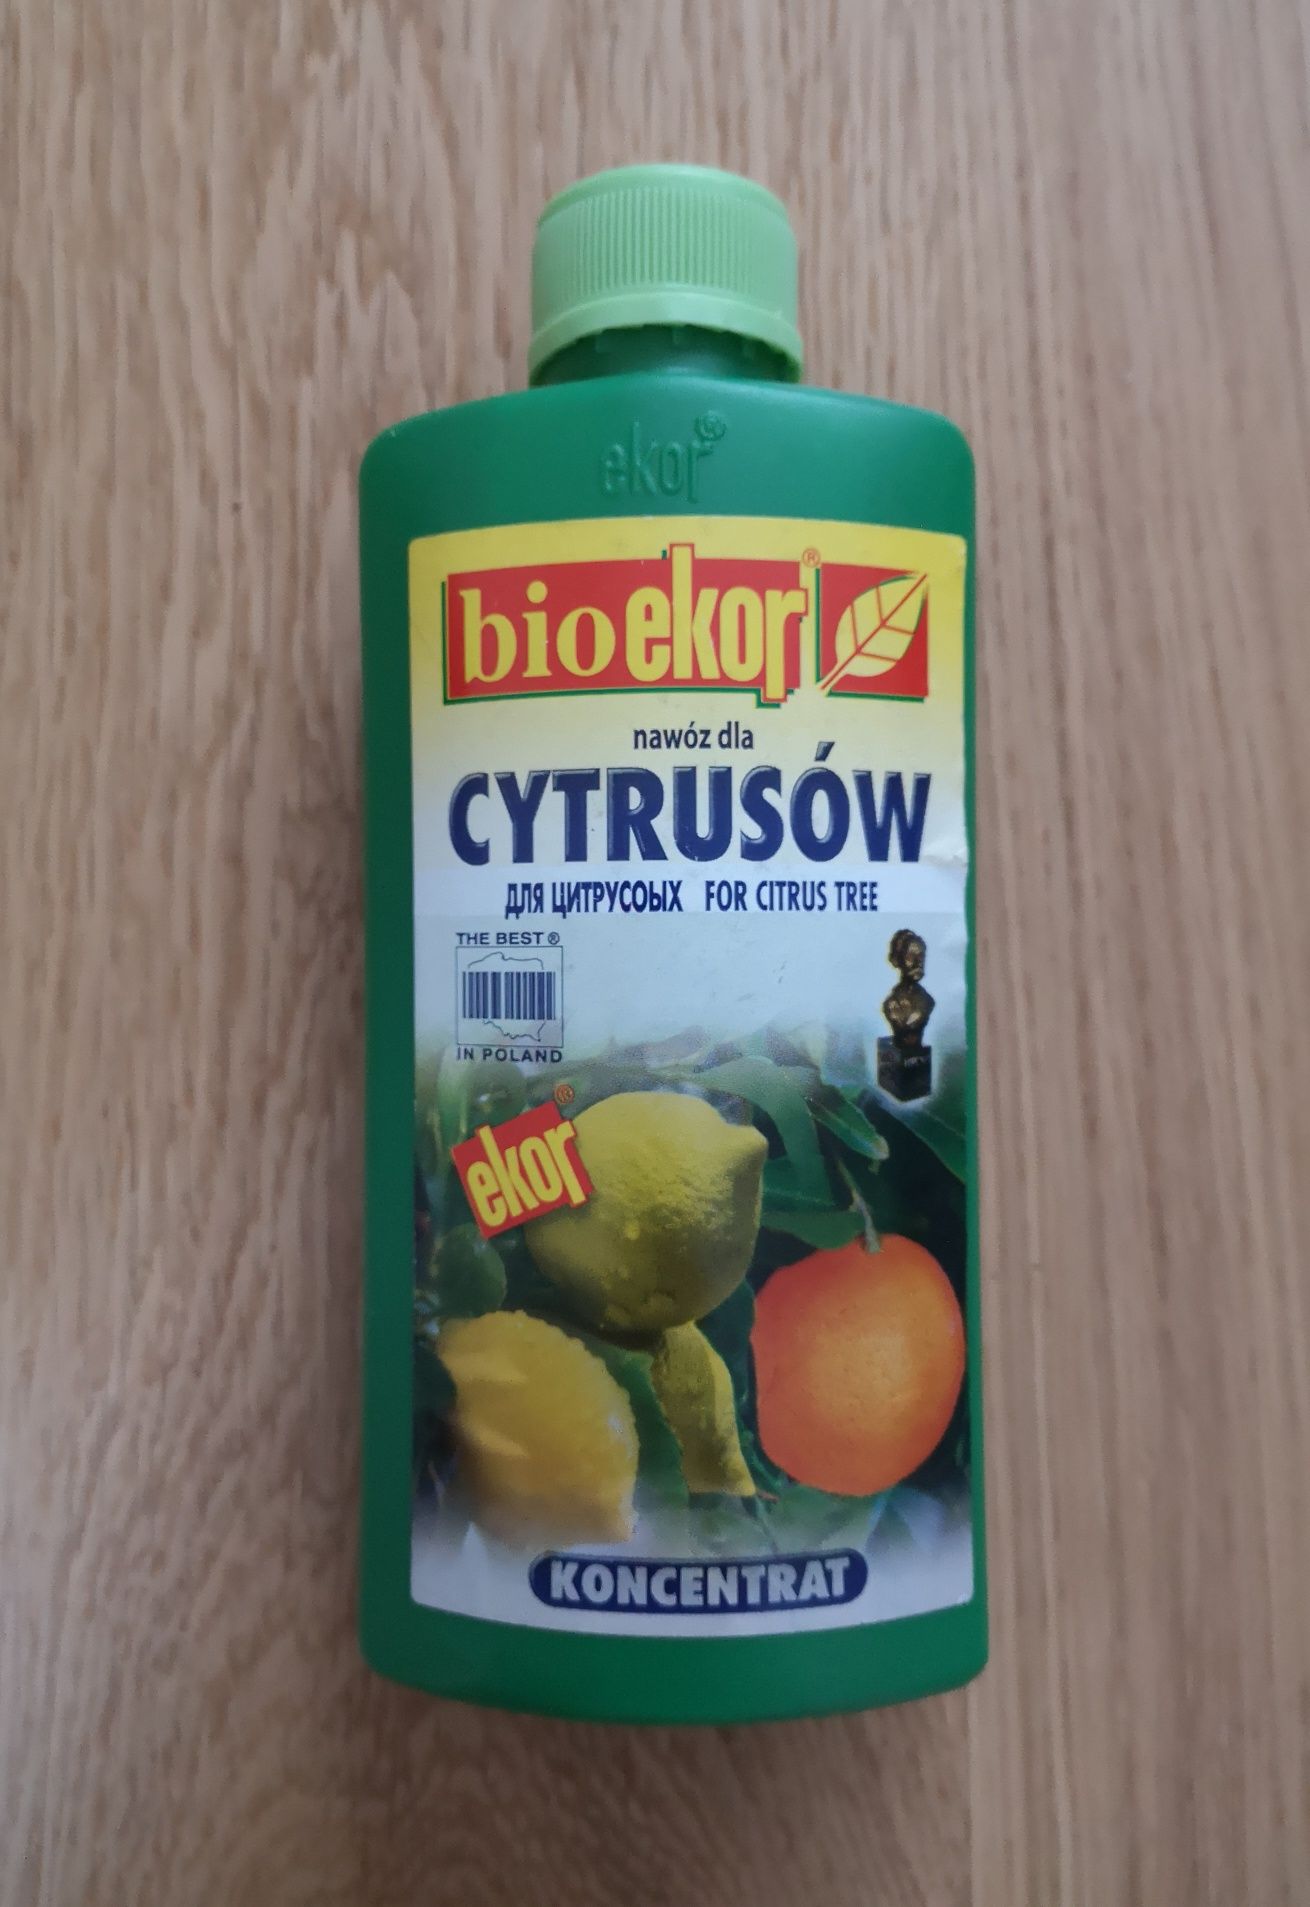 ekor®
bioekor®
nawóz dla
CYTRUSÓW
ДЛЯ ЦИТРУСОЫХ FOR CITRUS TREE
THE BEST ®
IN POLAND
ekor®
KONCENTRAT